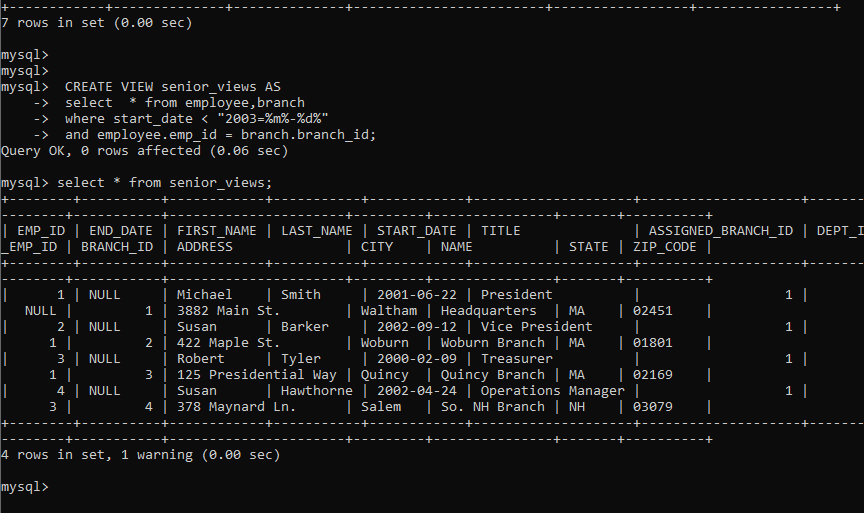 +------------+--------------+--------------+------------------------+-----------------+-----------------+
7 rows in set (0.00 sec)
mysql>
mysql>
mysql>  CREATE VIEW senior_views AS
    ->  select  * from employee,branch
    ->  where start_date < "2003=%m%-%d%"
    ->  and employee.emp_id = branch.branch_id;
Query OK, 0 rows affected (0.06 sec)
mysql> select * from senior_views;
+--------+----------+------------+-----------+------------+--------------------+--------------------+-------
--------+-----------+----------------------+---------+--------------+-------+----------+
| EMP_ID | END_DATE | FIRST_NAME | LAST_NAME | START_DATE | TITLE              | ASSIGNED_BRANCH_ID | DEPT_I
_EMP_ID | BRANCH_ID | ADDRESS              | CITY    | NAME         | STATE | ZIP_CODE |
+--------+----------+------------+-----------+------------+--------------------+--------------------+-------
--------+-----------+----------------------+---------+--------------+-------+----------+
|      1 | NULL     | Michael    | Smith     | 2001-06-22 | President          |                  1 |
   NULL |         1 | 3882 Main St.        | Waltham | Headquarters | MA    | 02451    |
|      2 | NULL     | Susan      | Barker    | 2002-09-12 | Vice President     |                  1 |
      1 |         2 | 422 Maple St.        | Woburn  | Woburn Branch | MA    | 01801    |
|      3 | NULL     | Robert     | Tyler     | 2000-02-09 | Treasurer          |                  1 |
      1 |         3 | 125 Presidential Way | Quincy  | Quincy Branch | MA    | 02169    |
|      4 | NULL     | Susan      | Hawthorne | 2002-04-24 | Operations Manager |                  1 |
      3 |         4 | 378 Maynard Ln.      | Salem   | So. NH Branch | NH    | 03079    |
+--------+----------+------------+-----------+------------+--------------------+--------------------+-------
--------+-----------+----------------------+---------+--------------+-------+----------+
4 rows in set, 1 warning (0.00 sec)
mysql>